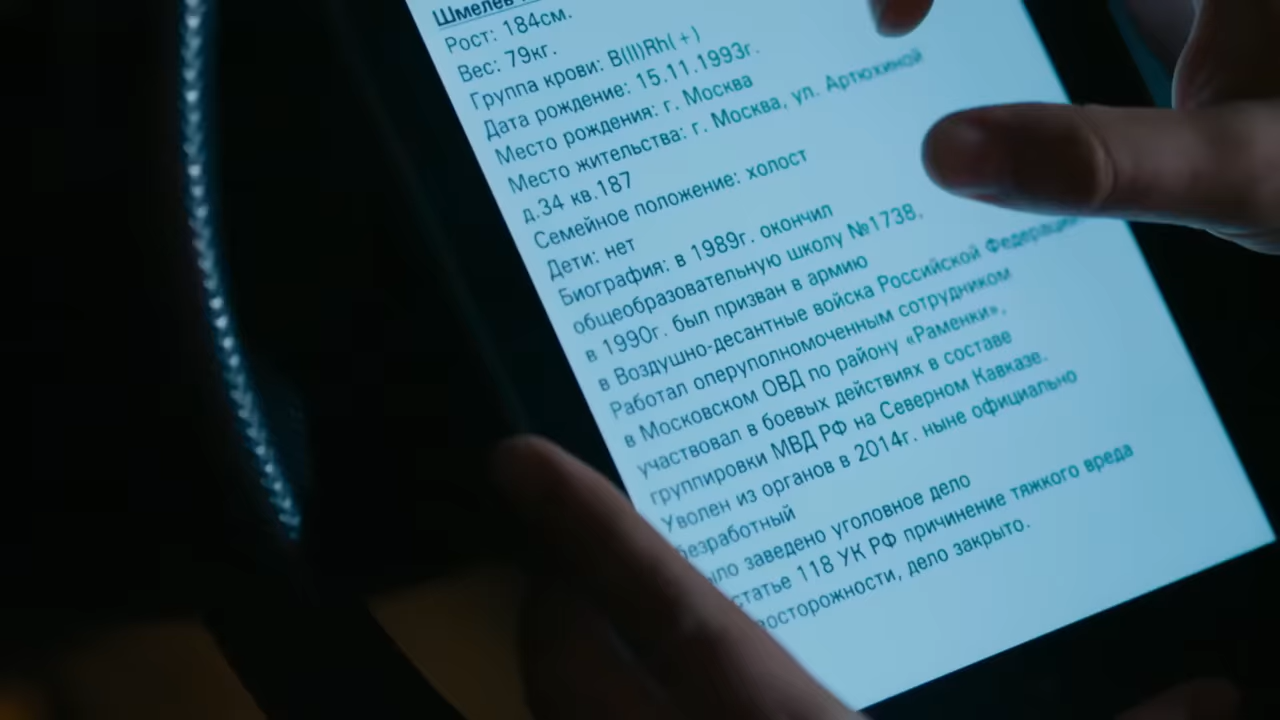 Шмелев
Рост: 184см.
Вес: 79кг.
Группа крови: B(II)Rh(+)
Дата рождение: 15.11.1993г.
Место рождения: г. Москва
Место жительства: г. Москва, ул. Артюхиной
д.34 кв.187
Семейное положение: холост
Дети: нет
Биография: в 1989г. окончил
общеобразовательную школу №1738,
в 1990г. был призван в армию
в Воздушно-десантные войска Российской Федерации
Работал оперуполномоченным сотрудником
в Московском ОВД по району «Раменки»,
участвовал в боевых действиях в составе
группировки МВД РФ на Северном Кавказе.
Уволен из органов в 2014г. ныне официально
безработный
ыло заведено уголовное дело
статье 118 УК РФ причинение тяжкого вреда
осторожности, дело закрыто.